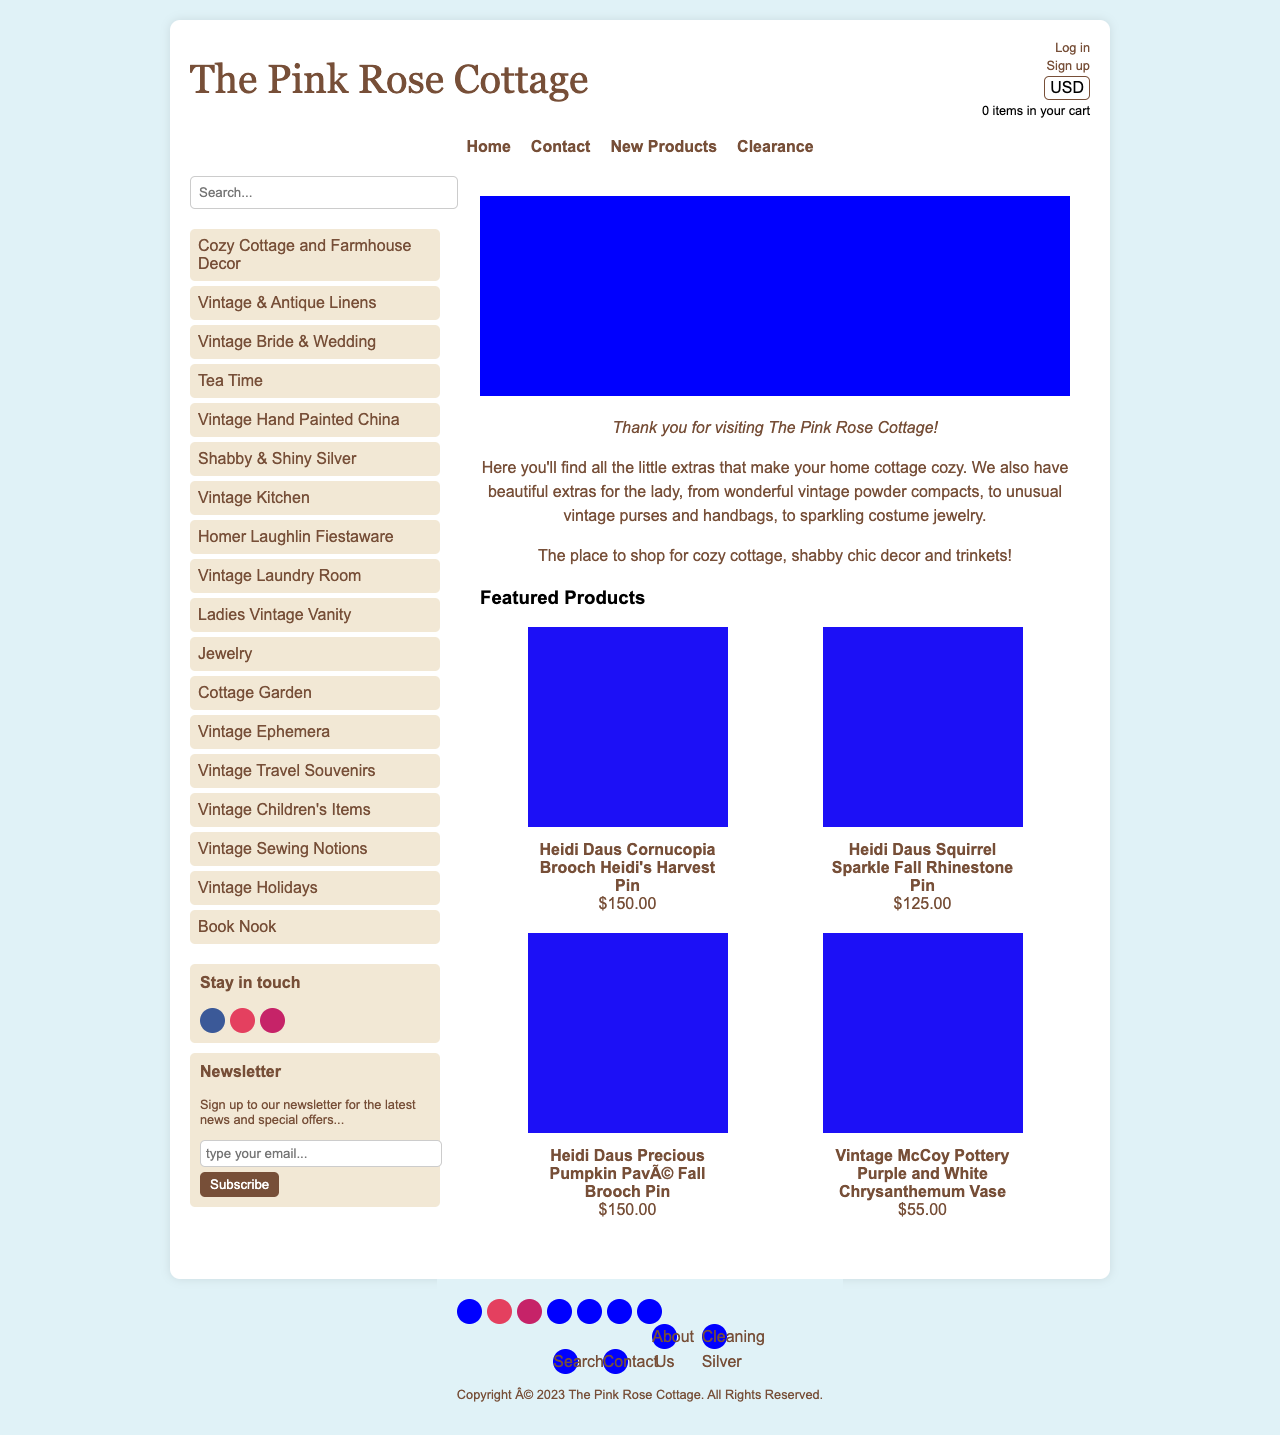 The Pink Rose Cottage
Log in
Sign up
USD
0 items in your cart
Home Contact New Products Clearance
Search...
Cozy Cottage and Farmhouse
Decor
Vintage & Antique Linens
Vintage Bride & Wedding
Tea Time
Vintage Hand Painted China
Shabby & Shiny Silver
Vintage Kitchen
Homer Laughlin Fiestaware
Vintage Laundry Room
Ladies Vintage Vanity
Jewelry
Cottage Garden
Vintage Ephemera
Vintage Travel Souvenirs
Vintage Children's Items
Vintage Sewing Notions
Vintage Holidays
Book Nook
Stay in touch
Newsletter
Sign up to our newsletter for the latest
news and special offers...
type your email...
Subscribe
Thank you for visiting The Pink Rose Cottage!
Here you'll find all the little extras that make your home cottage cozy. We also have
beautiful extras for the lady, from wonderful vintage powder compacts, to unusual
vintage purses and handbags, to sparkling costume jewelry.
The place to shop for cozy cottage, shabby chic decor and trinkets!
Featured Products
Heidi Daus Cornucopia
Brooch Heidi's Harvest
Pin
$150.00
Heidi Daus Squirrel
Sparkle Fall Rhinestone
Pin
$125.00
Heidi Daus Precious
Pumpkin PavÃ© Fall
Brooch Pin
$150.00
Vintage McCoy Pottery
Purple and White
Chrysanthemum Vase
$55.00
Search
Contact
About
Us
Cleaning
Silver
Copyright Â© 2023 The Pink Rose Cottage. All Rights Reserved.